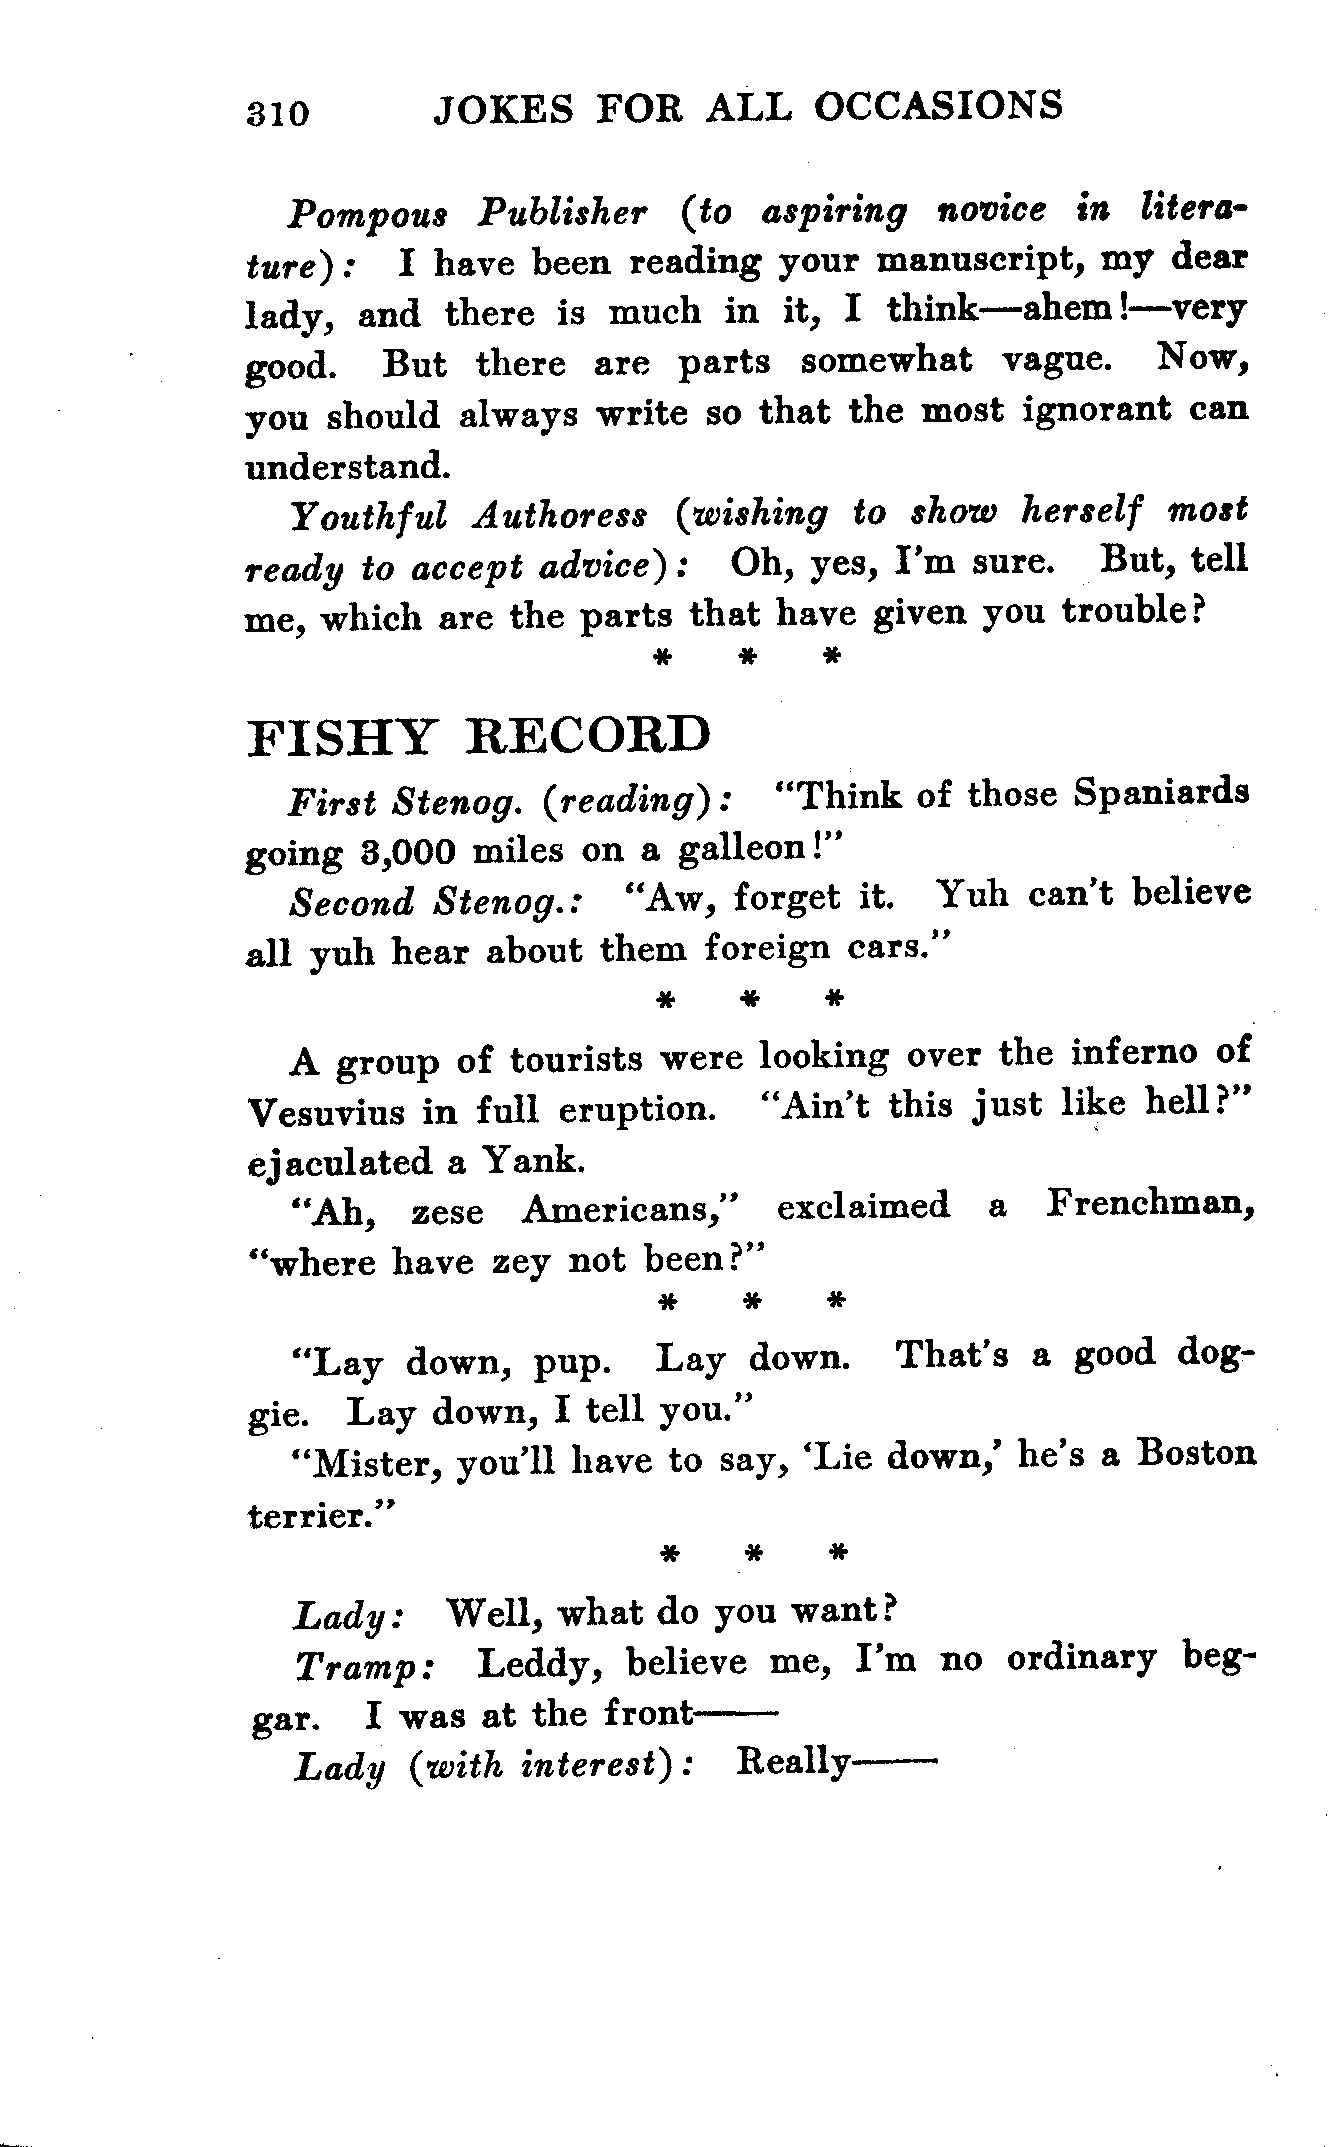 310 JOKES FOR ALL OCCASIONS
Pompous Publisher (to aspiring novice in litera-
ture): I have been reading your manuscript, my dear
lady, and there is much in it, I think—ahem!—very
good. But there are parts somewhat vague. Now,
you should always write so that the most ignorant can
understand.
Youthful Authoress (wishing to show herself most
ready to accept advice): Oh, yes, I'm sure. But, tell
me, which are the parts that have given you trouble?
* * *
FISHY RECORD
First Stenog. (reading): "Think of those Spaniards
going 3,000 miles on a galleon!"
Second Stenog.: "Aw, forget it. Yuh can't believe
all yuh hear about them foreign cars."
* * *
A group of tourists were looking over the inferno of
Vesuvius in full eruption. "Ain't this just like hell?"
ejaculated a Yank.
"Ah, zese Americans," exclaimed a Frenchman,
"where have zey not been?"
* * *
"Lay down, pup. Lay down. That's a good dog-
gie. Lay down, I tell you."
"Mister, you'll have to say, 'Lie down,' he's a Boston
terrier."
* * *
Lady: Well, what do you want?
Tramp: Leddy, believe me, I'm no ordinary beg-
gar. I was at the front——
Lady (with interest): Really——